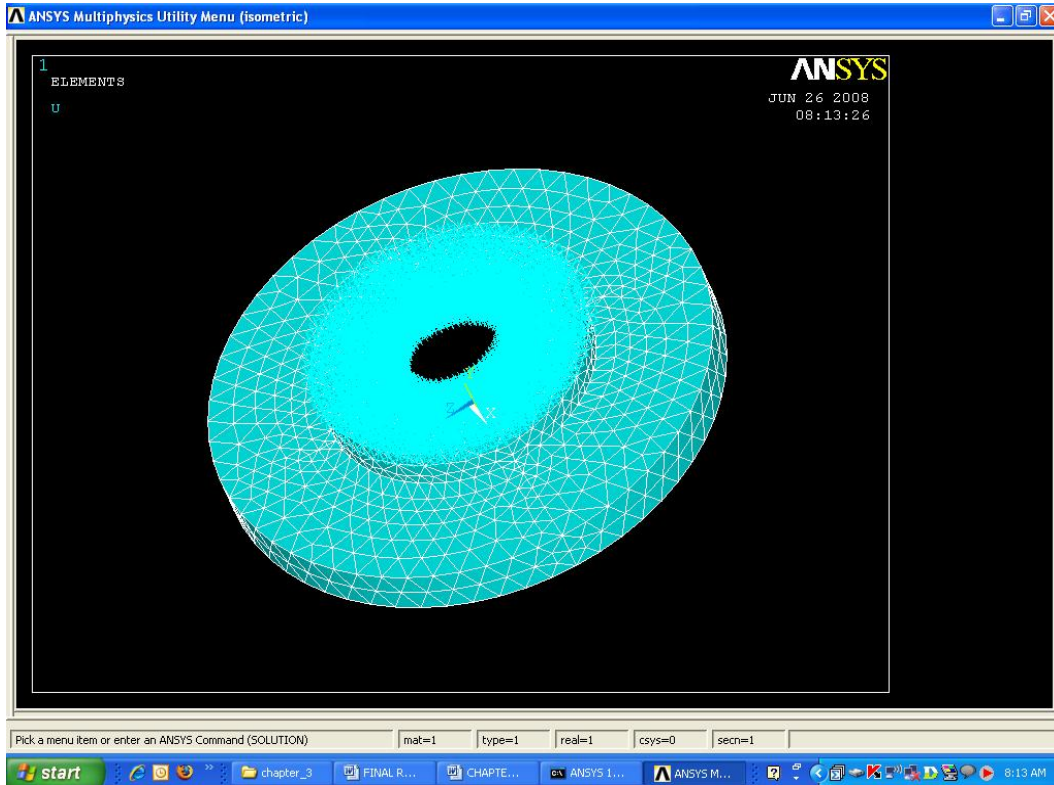 ANSYS Multiphysics Utility Menu (isometric)
1
ELEMENTS
U
ANSYS
JUN 26 2008
08:13:26
Z
X
Pick a menu item or enter an ANSYS Command (SOLUTION)
mat=1
type=1
real=1
csys=0
secn=1
start
chapter_3
FINAL R...
CHAPTE...
ANSYS 1...
ANSYS M...
8:13 AM